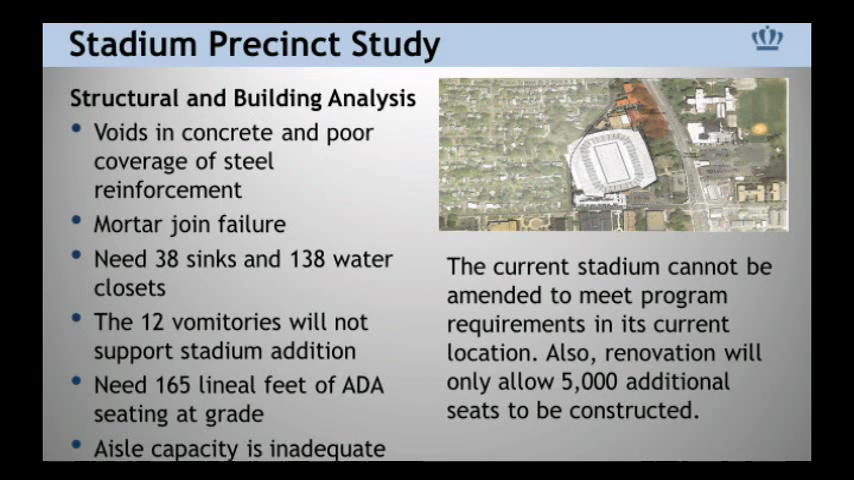 Stadium Precinct Study
Structural and Building Analysis
• Voids in concrete and poor
coverage of steel
reinforcement
• Mortar join failure
• Need 38 sinks and 138 water
closets
• The 12 vomitories will not
support stadium addition
• Need 165 lineal feet of ADA
seating at grade
• Aisle capacity is inadequate
The current stadium cannot be
amended to meet program
requirements in its current
location. Also, renovation will
only allow 5,000 additional
seats to be constructed.